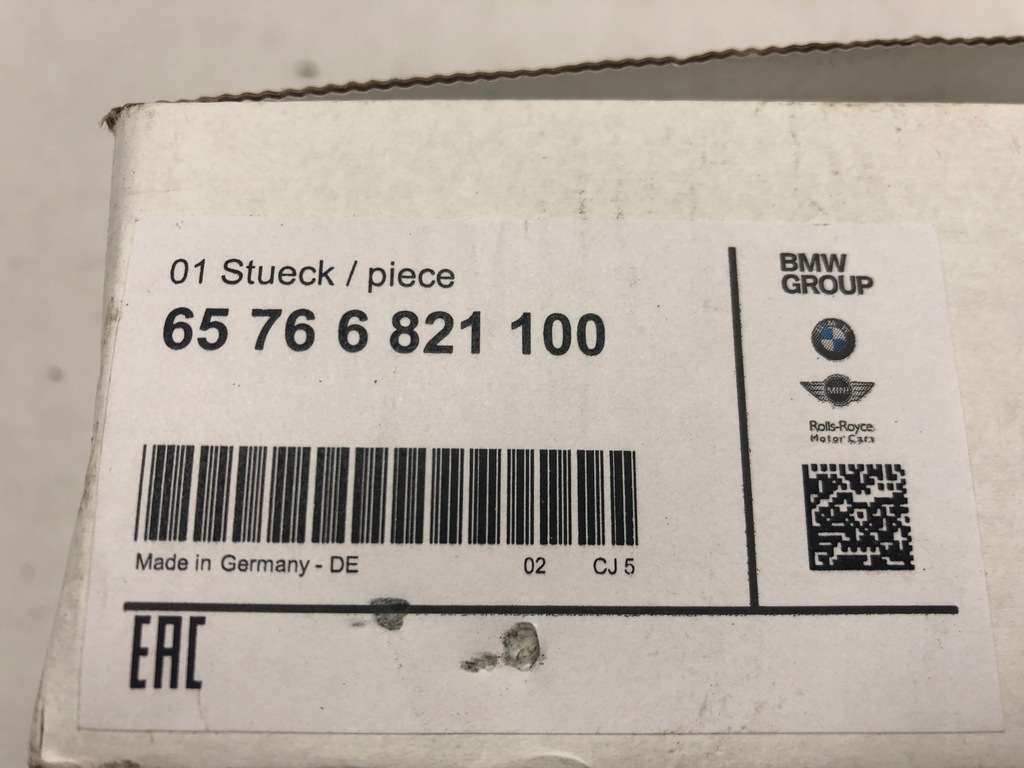 01 Stueck / piece
65 76 6 821 100
Made in Germany - DE 02 CJ 5
EAC
BMW
GROUP
BMW
MINI
Rolls-Royce
Motor Cars